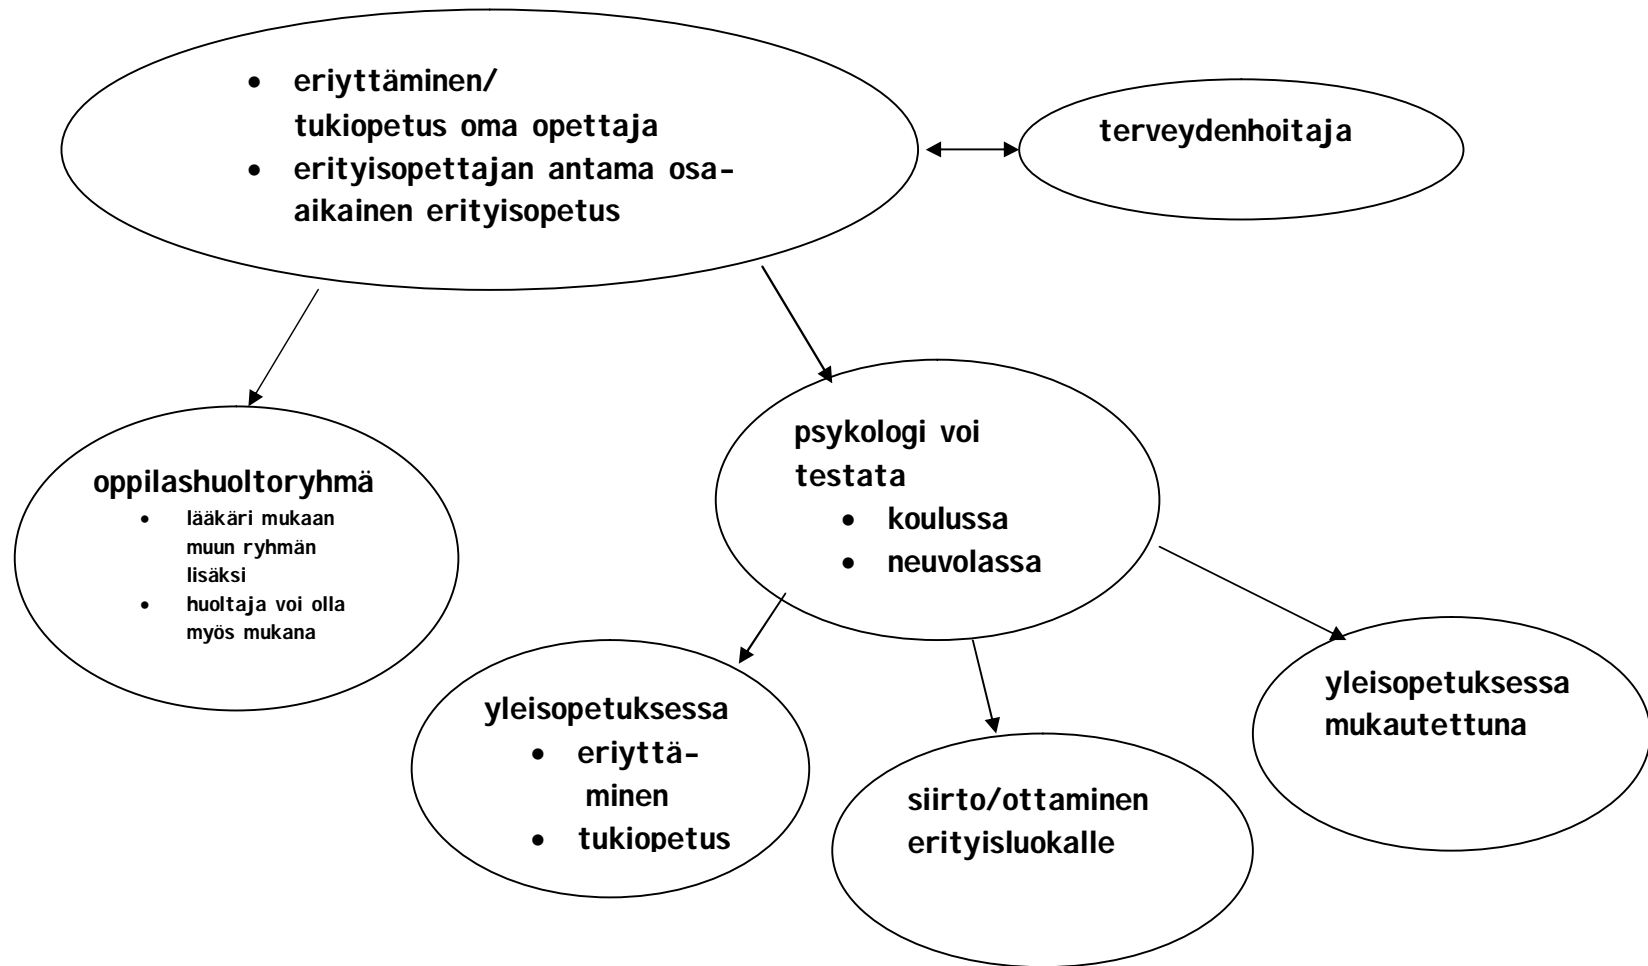 • eriyttäminen/
tukiopetus oma opettaja
• erityisopettajan antama osa-
aikainen erityisopetus
terveydenhoitaja
oppilashuoltoryhmä
• lääkäri mukaan
muun ryhmän
lisäksi
• huoltaja voi olla
myös mukana
psykologi voi
testata
• koulussa
• neuvolassa
yleisopetuksessa
• eriyttä-
minen
• tukiopetus
siirto/ottaminen
erityisluokalle
yleisopetuksessa
mukautettuna